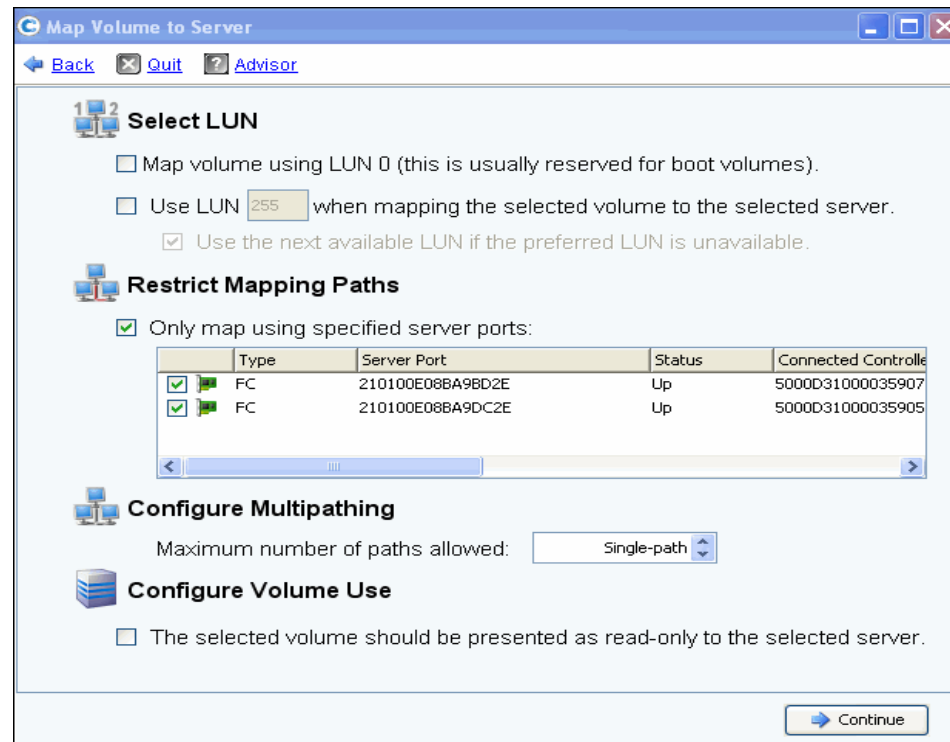 Map Volume to Server
Back Quit Advisor
1 2
Select LUN
Map volume using LUN 0 (this is usually reserved for boot volumes).
Use LUN 255 when mapping the selected volume to the selected server.
Use the next available LUN if the preferred LUN is unavailable.
Restrict Mapping Paths
Only map using specified server ports:
Type Server Port Status Connected Controlle
FC 210100E08BA9BD2E Up 5000D31000035907
FC 210100E08BA9DC2E Up 5000D31000035905
Configure Multipathing
Maximum number of paths allowed: Single-path
Configure Volume Use
The selected volume should be presented as read-only to the selected server.
Continue